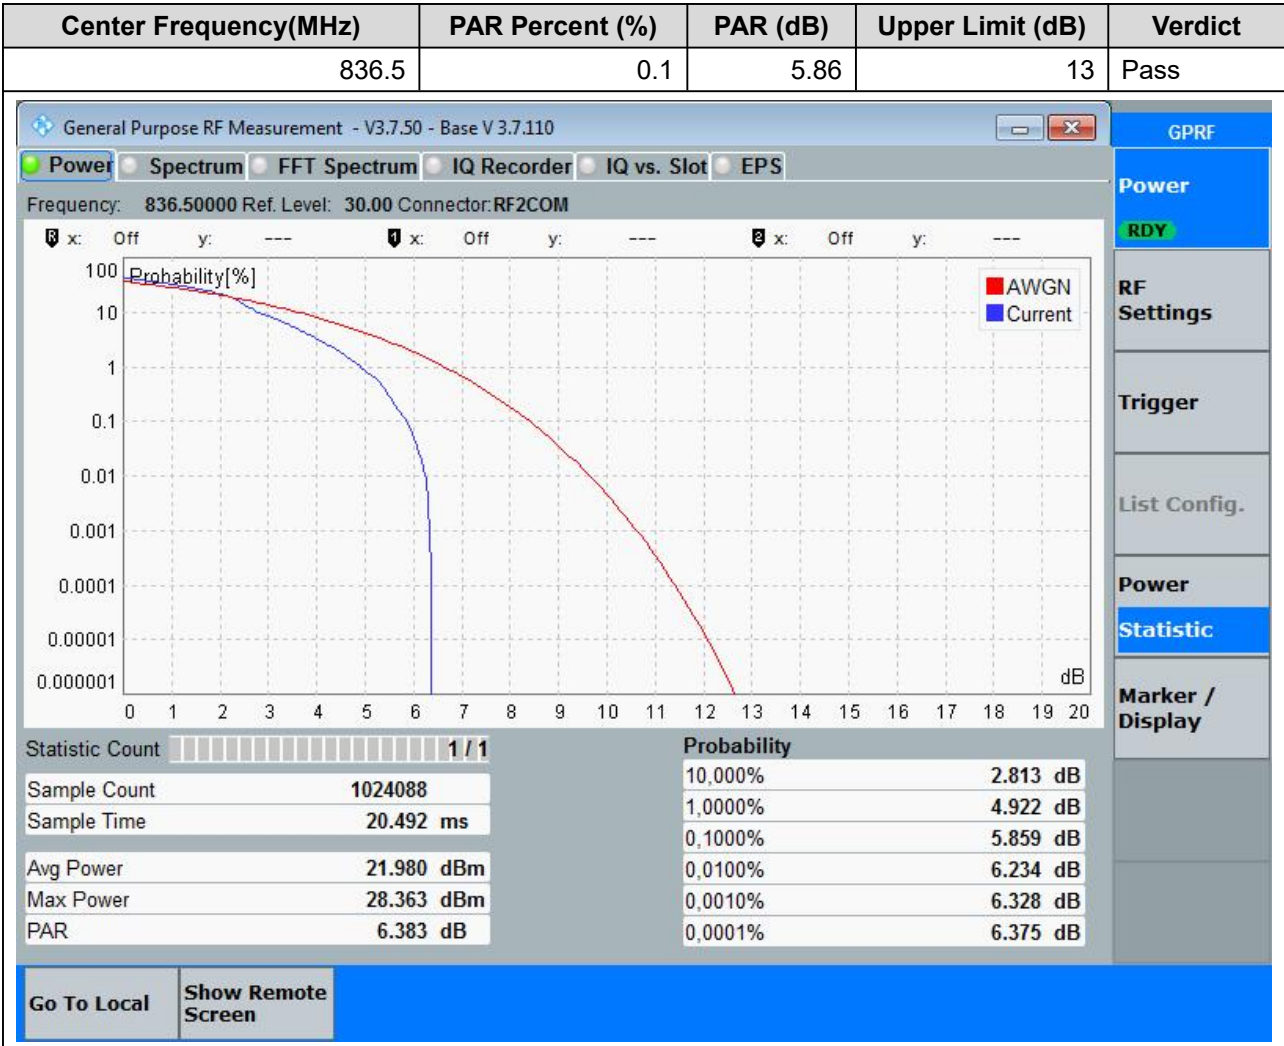 Center Frequency(MHz) PAR Percent (%) PAR (dB) Upper Limit (dB) Verdict
836.5 0.1 5.86 13 Pass
General Purpose RF Measurement - V3.7.50 - Base V 3.7.110
GPRF
Power Spectrum FFT Spectrum IQ Recorder IQ vs. Slot EPS
Frequency: 836.50000 Ref. Level: 30.00 Connector:RF2COM
R x: Off y: --- 1 x: Off y: --- 2 x: Off y: ---
Probability[%]
AWGN
Current
100
10
1
0.1
0.01
0.001
0.0001
0.00001
0.000001
dB
0 1 2 3 4 5 6 7 8 9 10 11 12 13 14 15 16 17 18 19 20
Statistic Count 1 / 1
Sample Count 1024088
Sample Time 20.492 ms
Avg Power 21.980 dBm
Max Power 28.363 dBm
PAR 6.383 dB
Probability
10,000% 2.813 dB
1,0000% 4.922 dB
0,1000% 5.859 dB
0,0100% 6.234 dB
0,0010% 6.328 dB
0,0001% 6.375 dB
Power
RDY
RF
Settings
Trigger
List Config.
Power
Statistic
Marker /
Display
Go To Local
Show Remote
Screen